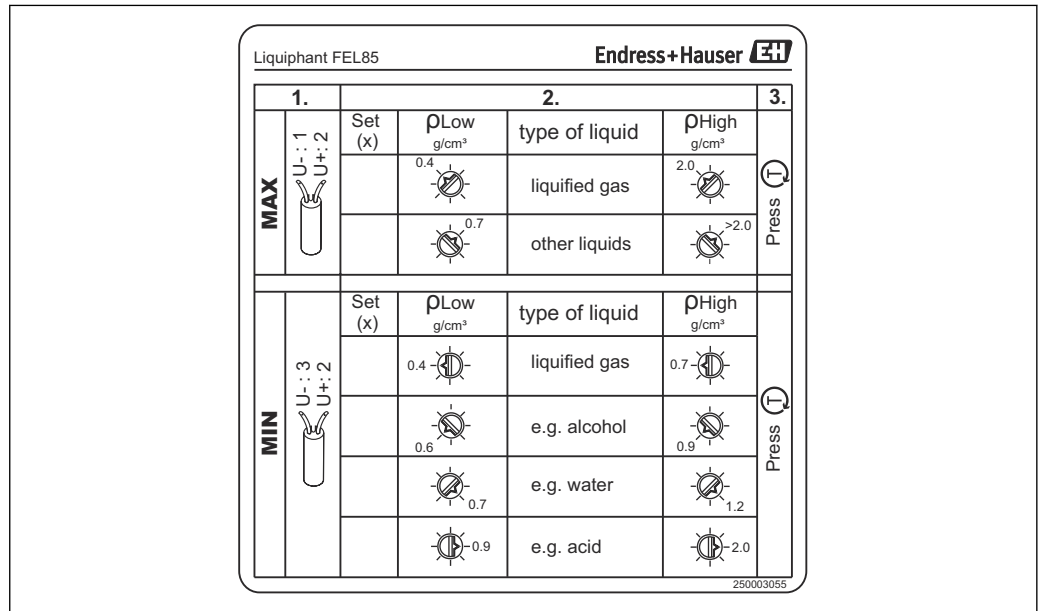 Liquiphant FEL85
Endress+Hauser EH
1. 2. 3.
MAX
U- : 1
U+: 2
Set (x) ρLow g/cm³ type of liquid ρHigh g/cm³
0.4 liquified gas 2.0
0.7 other liquids >2.0
Press T
MIN
U- : 3
U+: 2
Set (x) ρLow g/cm³ type of liquid ρHigh g/cm³
0.4 liquified gas 0.7
0.6 e.g. alcohol 0.9
0.7 e.g. water 1.2
0.9 e.g. acid 2.0
Press T
250003055